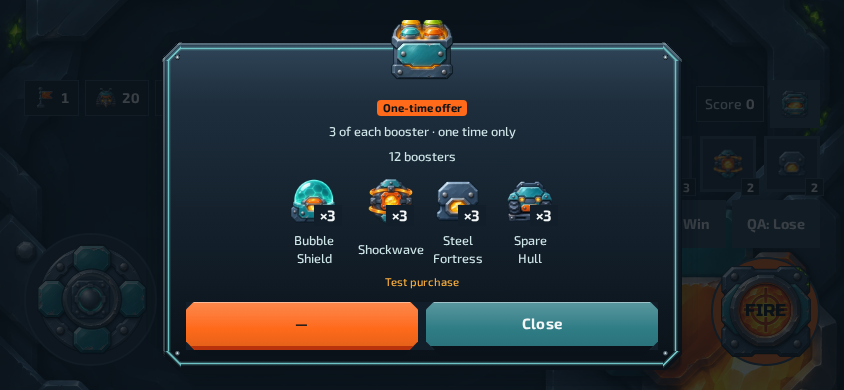 One-time offer
3 of each booster · one time only
12 boosters
×3 ×3 ×3 ×3
Bubble Shield
Shockwave
Steel Fortress
Spare Hull
Test purchase
—
Close
1
20
Score 0
3
2
2
Win
QA: Lose
FIRE